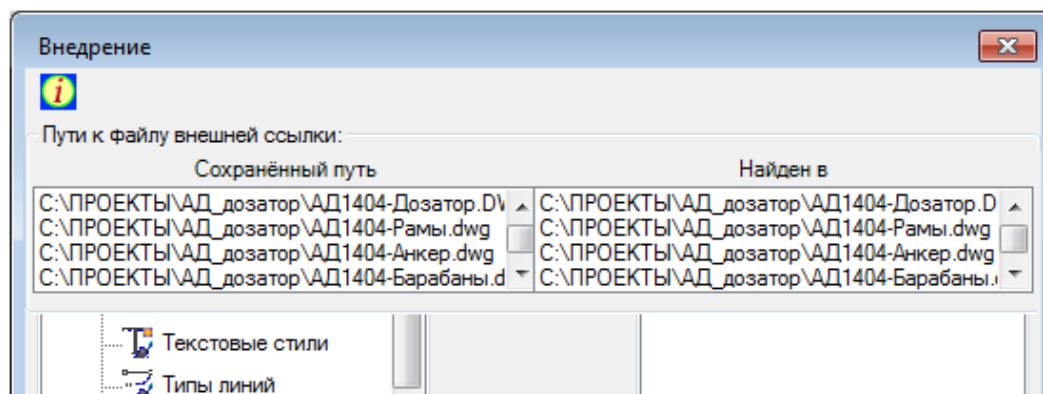 Внедрение
i
Пути к файлу внешней ссылки:
Сохранённый путь
Найден в
C:\ПРОЕКТЫ\АД_дозатор\АД1404-Дозатор.DW
C:\ПРОЕКТЫ\АД_дозатор\АД1404-Рамы.dwg
C:\ПРОЕКТЫ\АД_дозатор\АД1404-Анкер.dwg
C:\ПРОЕКТЫ\АД_дозатор\АД1404-Барабаны.d
C:\ПРОЕКТЫ\АД_дозатор\АД1404-Дозатор.D
C:\ПРОЕКТЫ\АД_дозатор\АД1404-Рамы.dwg
C:\ПРОЕКТЫ\АД_дозатор\АД1404-Анкер.dwg
C:\ПРОЕКТЫ\АД_дозатор\АД1404-Барабаны.
Текстовые стили
Типы линий